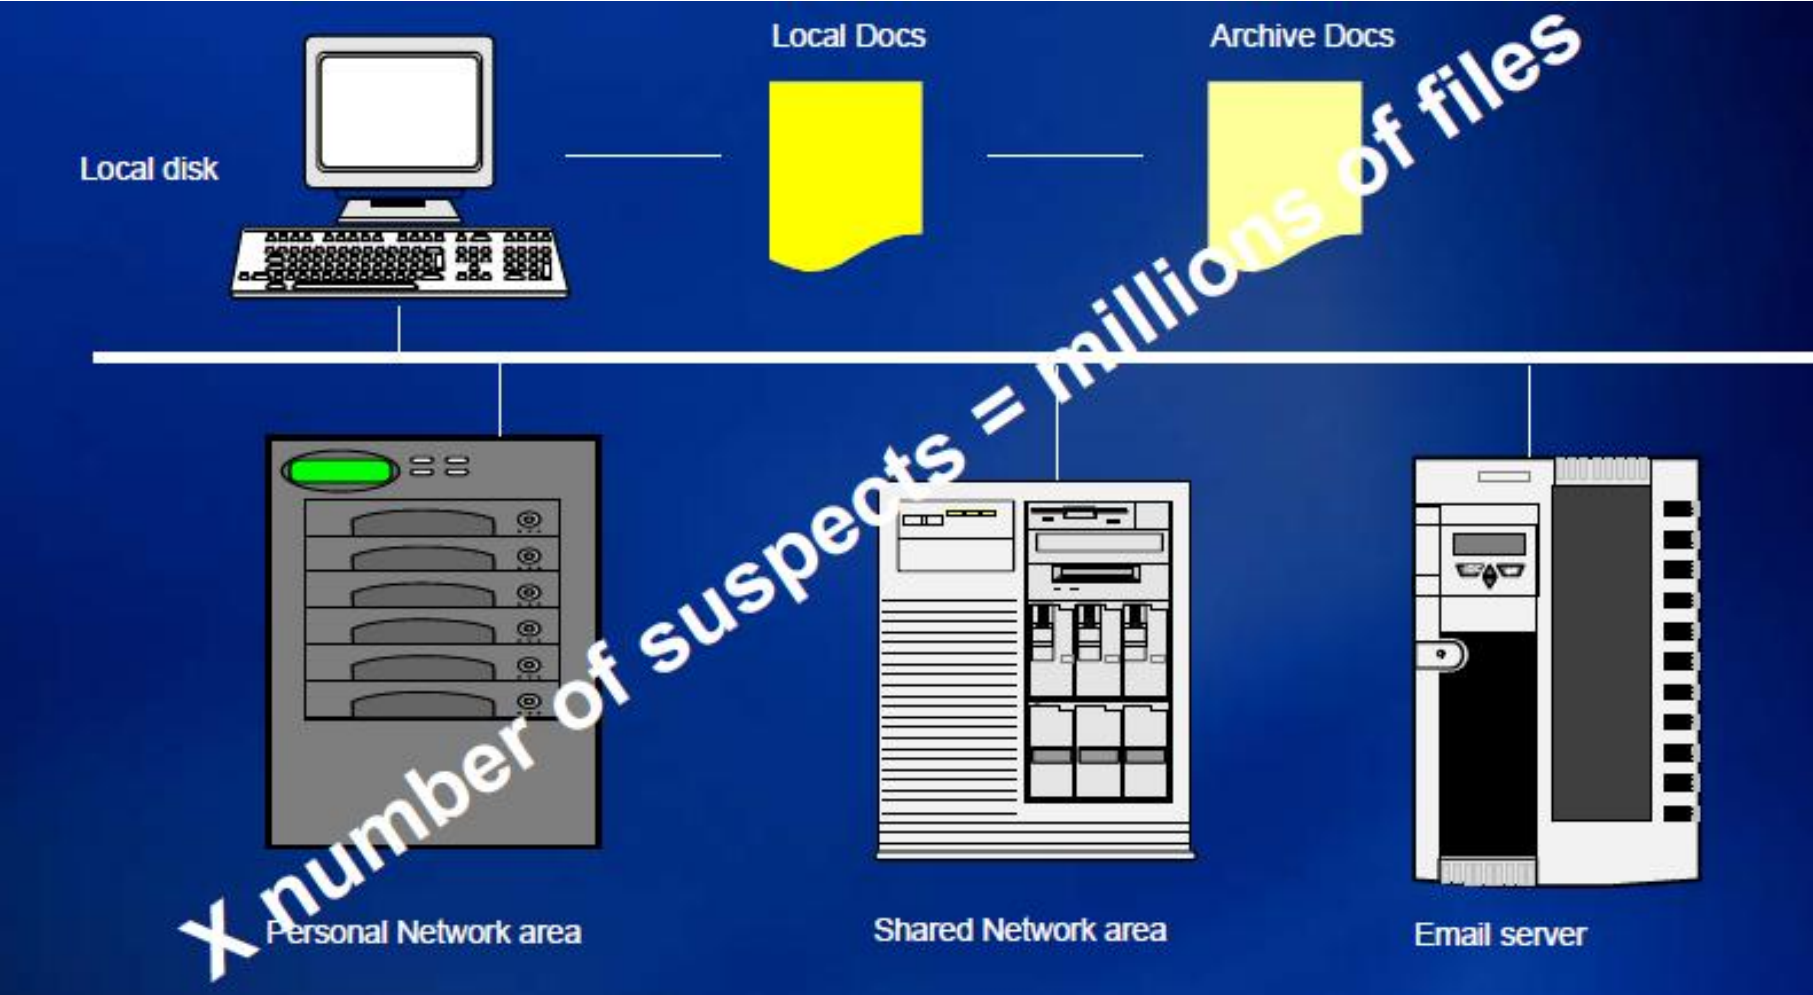 Local Docs
Archive Docs
Local disk
X number of suspects = millions of files
Personal Network area
Shared Network area
Email server